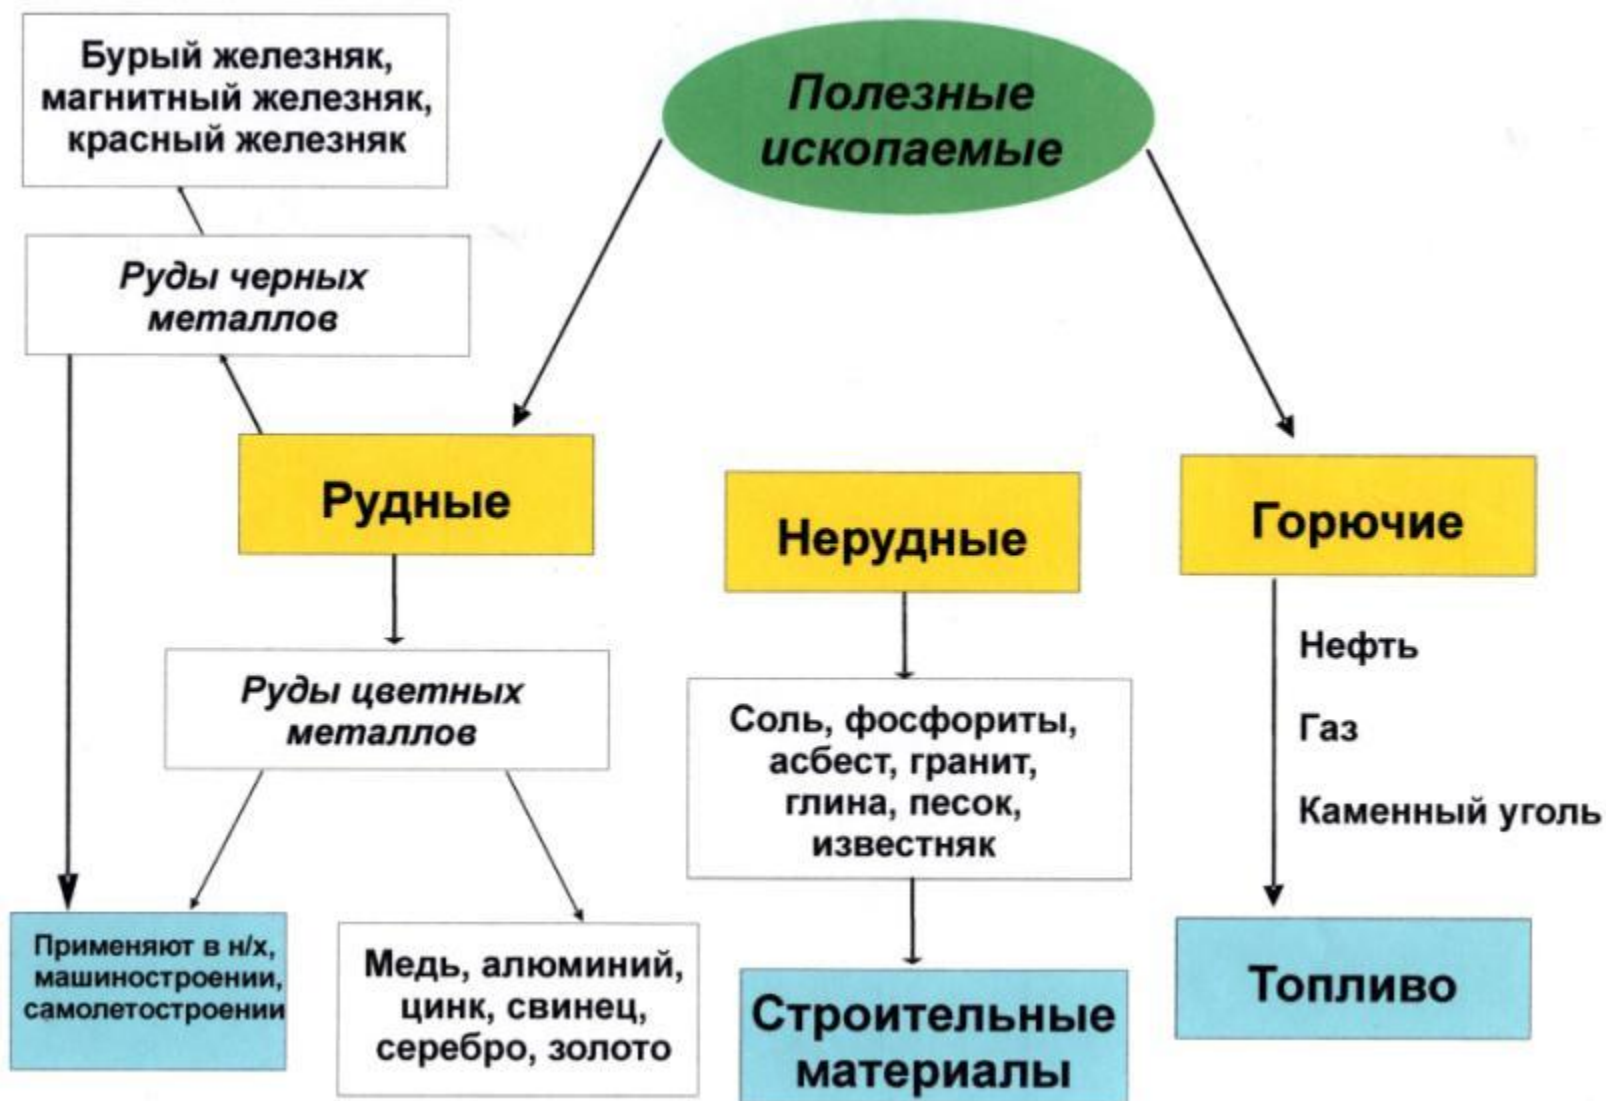 Бурый железняк,
магнитный железняк,
красный железняк
Полезные
ископаемые
Руды черных
металлов
Рудные
Нерудные
Горючие
Руды цветных
металлов
Соль, фосфориты,
асбест, гранит,
глина, песок,
известняк
Нефть
Газ
Каменный уголь
Применяют в н/х,
машиностроении,
самолетостроении
Медь, алюминий,
цинк, свинец,
серебро, золото
Строительные
материалы
Топливо